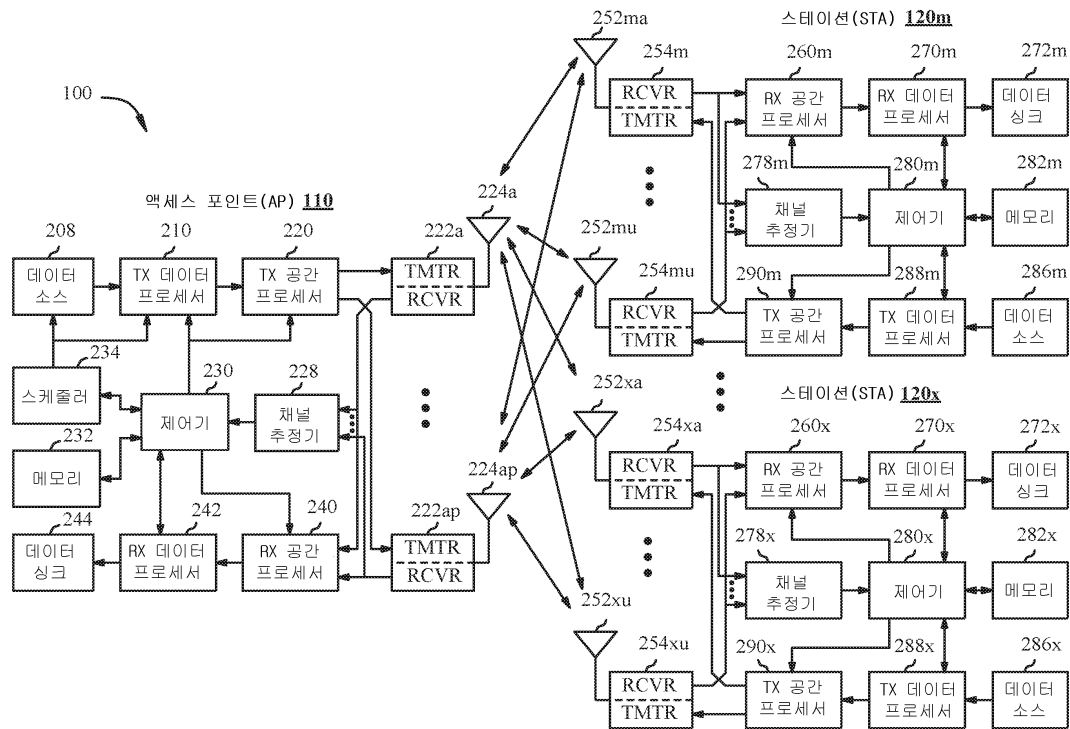 100
액세스 포인트(AP) 110
208
210
220
222a
224a
데이터
소스
TX 데이터
프로세서
TX 공간
프로세서
TMTR
RCVR
234
스케줄러
230
제어기
228
채널
추정기
232
메모리
244
데이터
싱크
242
RX 데이터
프로세서
240
RX 공간
프로세서
222ap
TMTR
RCVR
224ap
252ma
252mu
252xa
252xu
스테이션(STA) 120m
254m
RCVR
TMTR
260m
RX 공간
프로세서
270m
RX 데이터
프로세서
272m
데이터
싱크
278m
채널
추정기
280m
제어기
282m
메모리
254mu
RCVR
TMTR
290m
TX 공간
프로세서
288m
TX 데이터
프로세서
286m
데이터
소스
스테이션(STA) 120x
254xa
RCVR
TMTR
260x
RX 공간
프로세서
270x
RX 데이터
프로세서
272x
데이터
싱크
278x
채널
추정기
280x
제어기
282x
메모리
254xu
RCVR
TMTR
290x
TX 공간
프로세서
288x
TX 데이터
프로세서
286x
데이터
소스